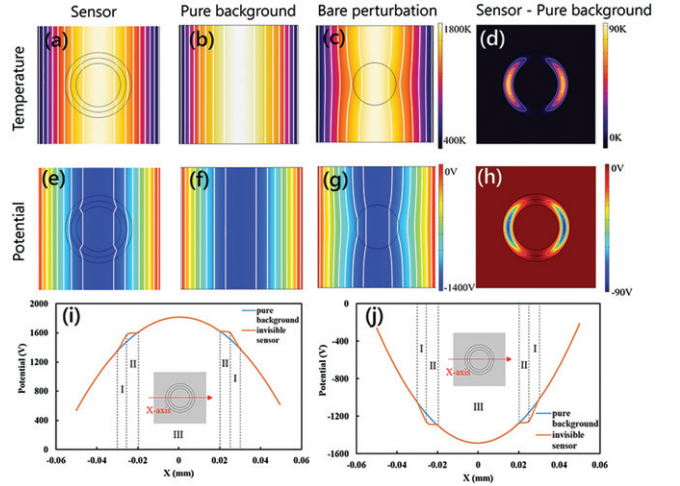 Sensor Pure background Bare perturbation Sensor - Pure background
Temperature
(a) (b) (c) (d)
1800K
400K
90K
0K
Potential
(e) (f) (g) (h)
0V
-1400V
0V
-90V
(i)
2000
1600
1200
800
400
0
Potential (V)
pure
background
invisible
sensor
I II II I
X-axis
III
-0.06 -0.04 -0.02 0 0.02 0.04 0.06
X (mm)
(j)
0
-400
-800
-1200
-1600
Potential (V)
I II II I
X-axis
III
pure
background
invisible
sensor
-0.06 -0.04 -0.02 0 0.02 0.04 0.06
X (mm)